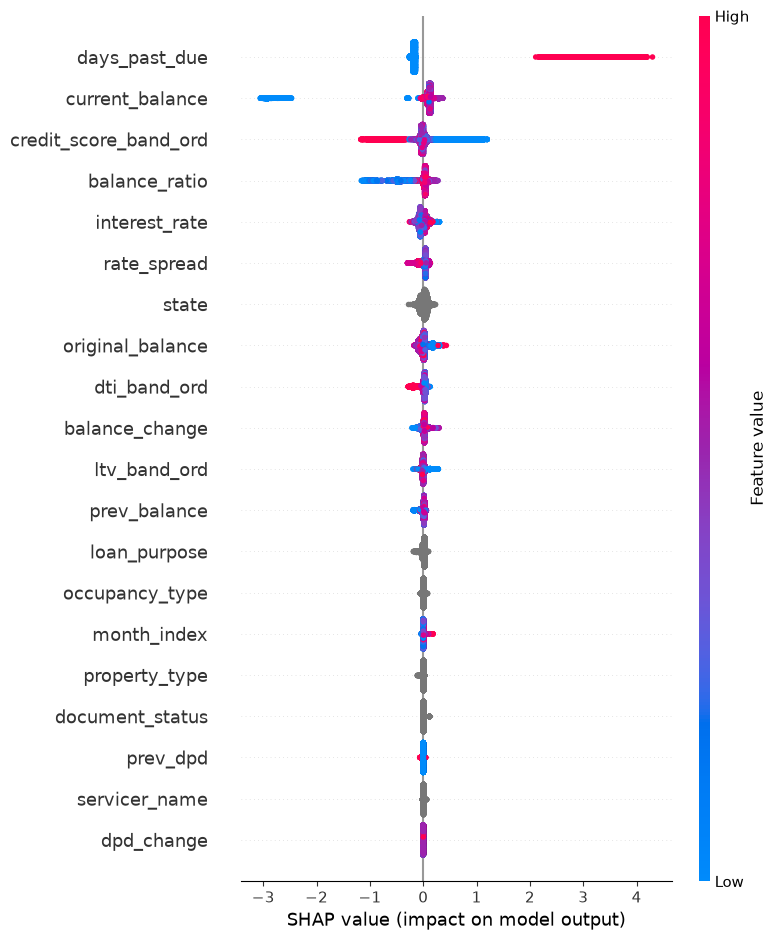 High
days_past_due
current_balance
credit_score_band_ord
balance_ratio
interest_rate
rate_spread
state
original_balance
dti_band_ord
balance_change
ltv_band_ord
prev_balance
loan_purpose
occupancy_type
month_index
property_type
document_status
prev_dpd
servicer_name
dpd_change
Feature value
Low
−3 −2 −1 0 1 2 3 4
SHAP value (impact on model output)